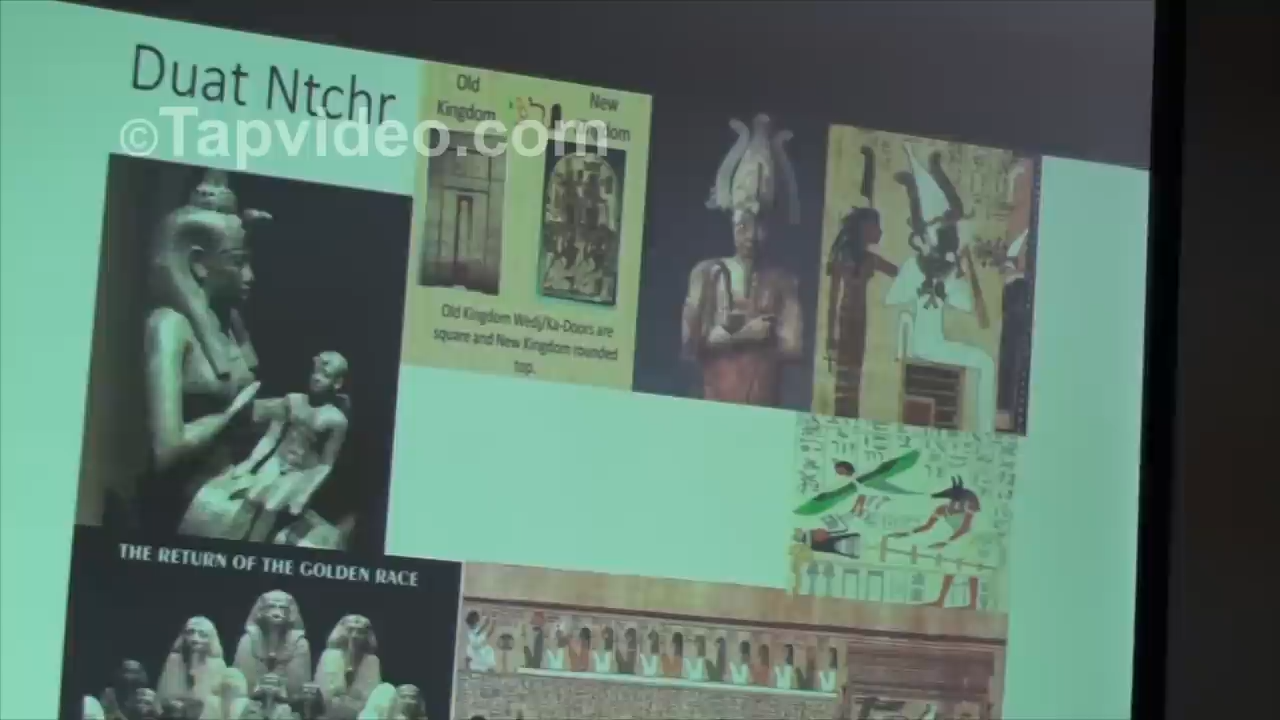 Duat Ntchr
©Tapvideo.com
Old
Kingdom
New
Kingdom
Old Kingdom Wedj/Ka-Doors are
square and New Kingdom rounded
top.
THE RETURN OF THE GOLDEN RACE